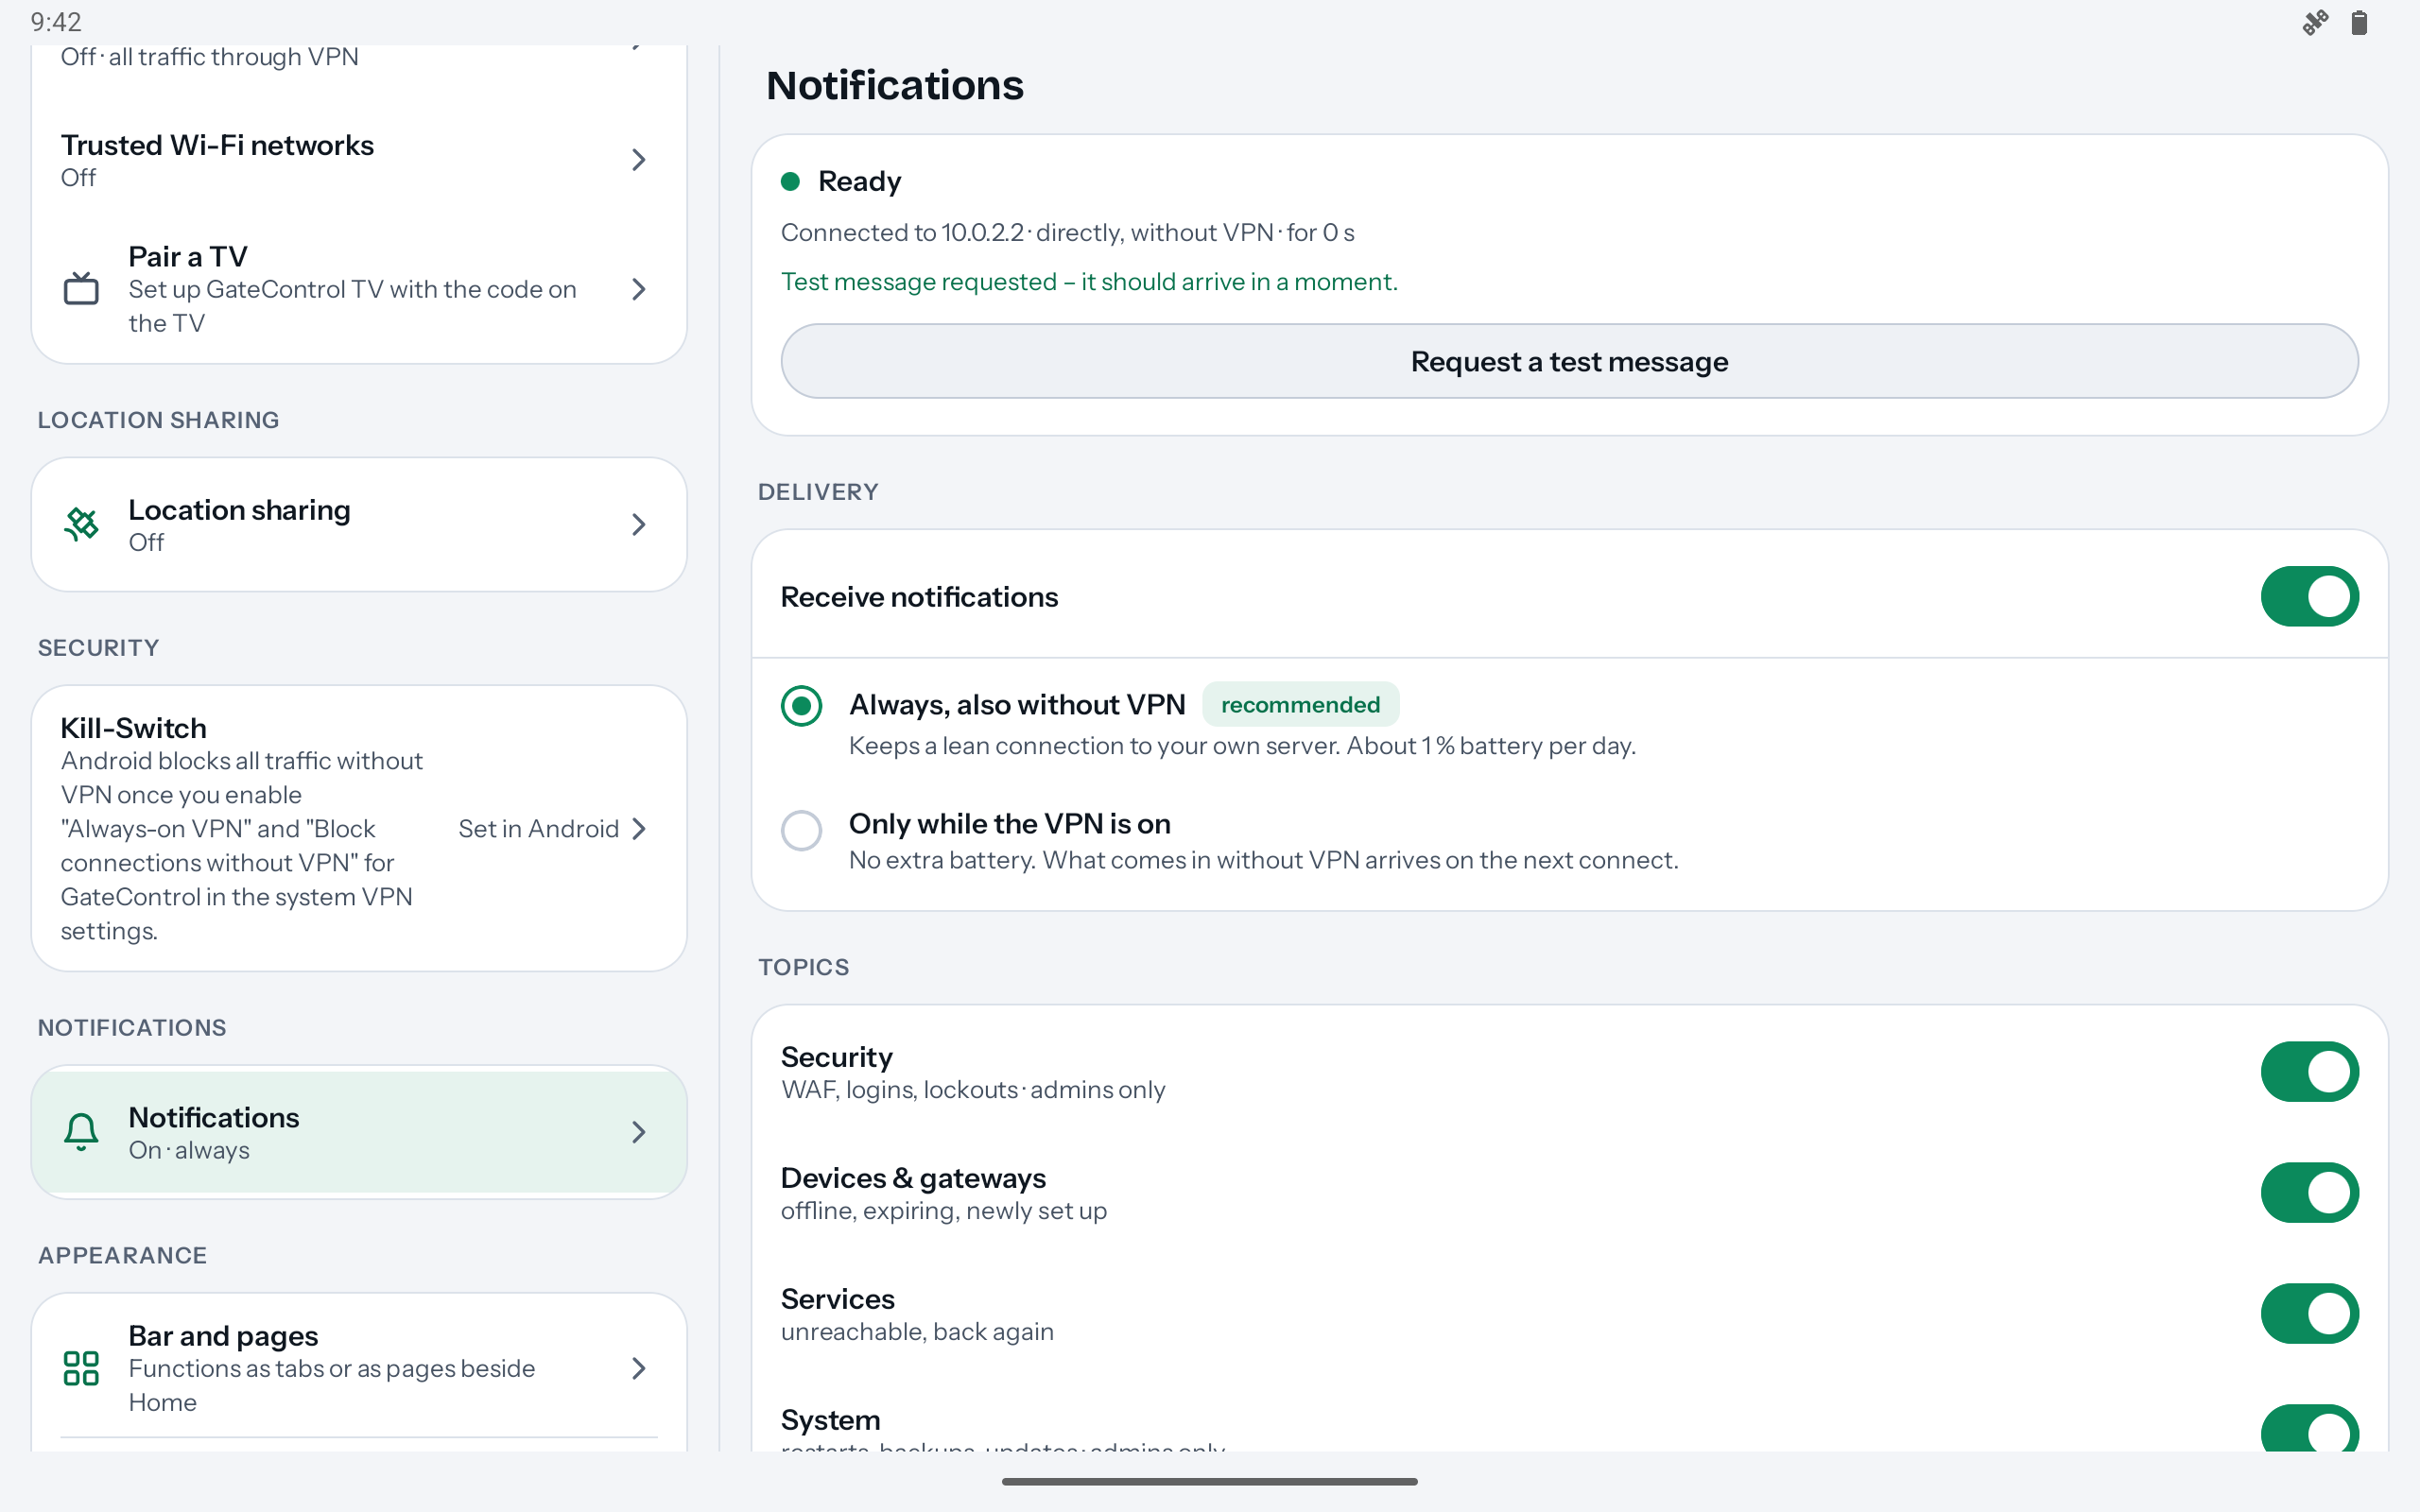 9:42
Off · all traffic through VPN
Trusted Wi-Fi networks
Off
Pair a TV
Set up GateControl TV with the code on
the TV
LOCATION SHARING
Location sharing
Off
SECURITY
Kill-Switch
Android blocks all traffic without
VPN once you enable
"Always-on VPN" and "Block
connections without VPN" for
GateControl in the system VPN
settings.
Set in Android
NOTIFICATIONS
Notifications
On · always
APPEARANCE
Bar and pages
Functions as tabs or as pages beside
Home
Notifications
Ready
Connected to 10.0.2.2 · directly, without VPN · for 0 s
Test message requested – it should arrive in a moment.
Request a test message
DELIVERY
Receive notifications
Always, also without VPN recommended
Keeps a lean connection to your own server. About 1 % battery per day.
Only while the VPN is on
No extra battery. What comes in without VPN arrives on the next connect.
TOPICS
Security
WAF, logins, lockouts · admins only
Devices & gateways
offline, expiring, newly set up
Services
unreachable, back again
System
restarts, backups, updates · admins only